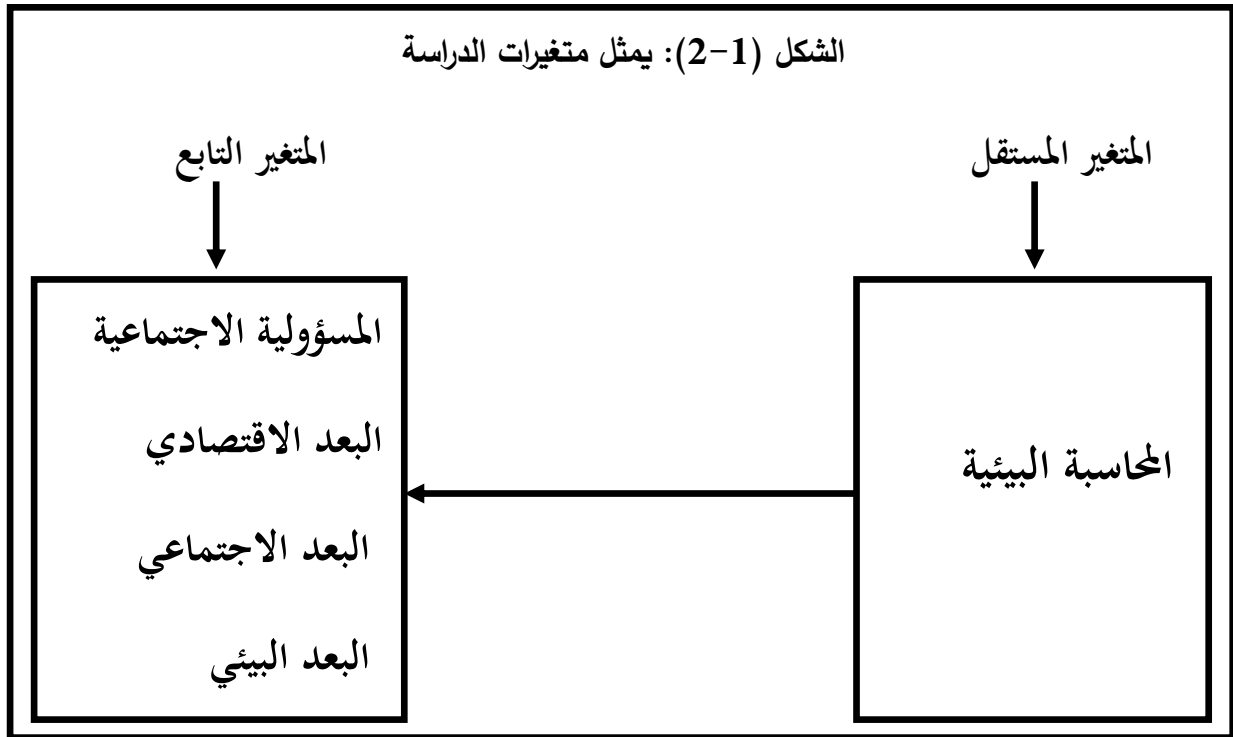 الشكل (1-2): يمثل متغيرات الدراسة
المتغير المستقل
المتغير التابع
المحاسبة البيئية
المسؤولية الاجتماعية
البعد الاقتصادي
البعد الاجتماعي
البعد البيئي